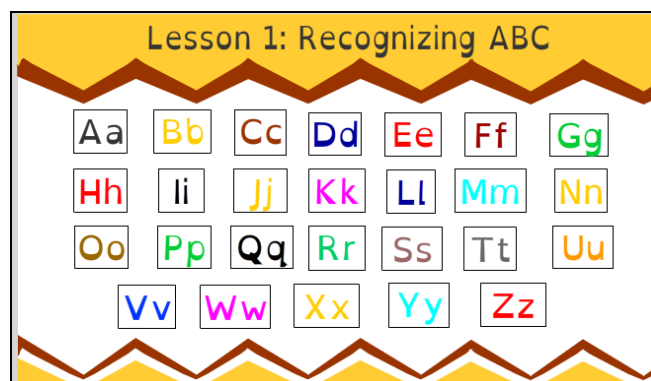 Lesson 1: Recognizing ABC
Aa Bb Cc Dd Ee Ff Gg
Hh Ii Jj Kk Ll Mm Nn
Oo Pp Qq Rr Ss Tt Uu
Vv Ww Xx Yy Zz